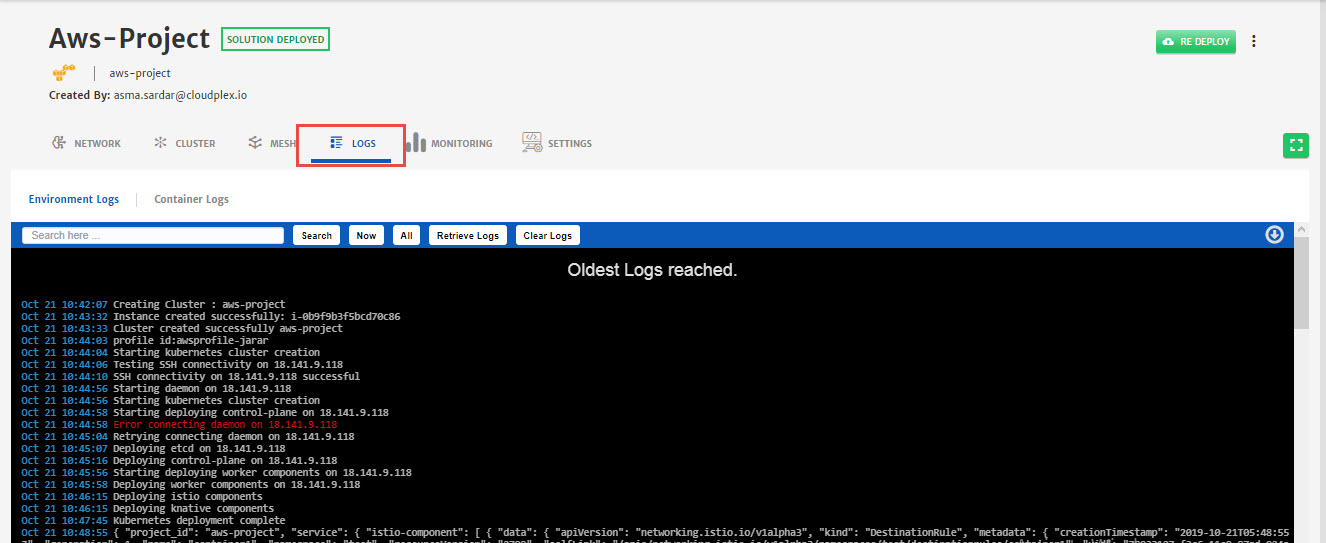 Aws-Project SOLUTION DEPLOYED
RE DEPLOY
aws-project
Created By: asma.sardar@cloudplex.io
NETWORK CLUSTER MESH LOGS MONITORING SETTINGS
Environment Logs Container Logs
Search here ... Search Now All Retrieve Logs Clear Logs
Oldest Logs reached.
Oct 21 10:42:07 Creating Cluster : aws-project
Oct 21 10:43:32 Instance created successfully: i-0b9f9b3f5bcd70c86
Oct 21 10:43:33 Cluster created successfully aws-project
Oct 21 10:44:03 profile id:awsprofile-jarar
Oct 21 10:44:04 Starting kubernetes cluster creation
Oct 21 10:44:06 Testing SSH connectivity on 18.141.9.118
Oct 21 10:44:10 SSH connectivity on 18.141.9.118 successful
Oct 21 10:44:56 Starting daemon on 18.141.9.118
Oct 21 10:44:56 Starting kubernetes cluster creation
Oct 21 10:44:58 Starting deploying control-plane on 18.141.9.118
Oct 21 10:44:58 Error connecting daemon on 18.141.9.118
Oct 21 10:45:04 Retrying connecting daemon on 18.141.9.118
Oct 21 10:45:07 Deploying etcd on 18.141.9.118
Oct 21 10:45:16 Deploying control-plane on 18.141.9.118
Oct 21 10:45:56 Starting deploying worker components on 18.141.9.118
Oct 21 10:45:58 Deploying worker components on 18.141.9.118
Oct 21 10:46:15 Deploying istio components
Oct 21 10:46:15 Deploying knative components
Oct 21 10:47:45 Kubernetes deployment complete
Oct 21 10:48:55 { "project_id": "aws-project", "service": { "istio-component": [ { "data": { "apiVersion": "networking.istio.io/v1alpha3", "kind": "DestinationRule", "metadata": { "creationTimestamp": "2019-10-21T05:48:55